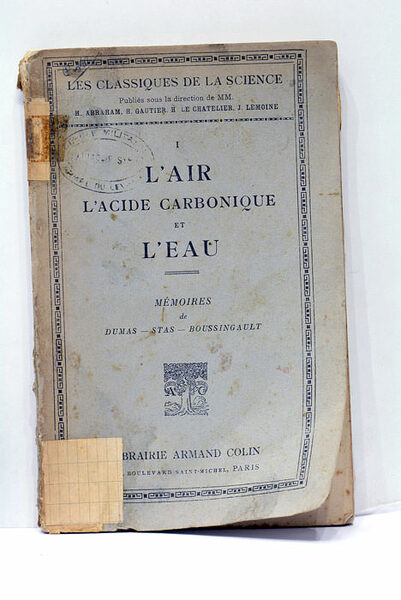 LES CLASSIQUES DE LA SCIENCE
Publiés sous la direction de MM.
H. ABRAHAM, H. GAUTIER, H. LE CHATELIER, J. LEMOINE
I
L'AIR
L'ACIDE CARBONIQUE
ET
L'EAU
MÉMOIRES
de
DUMAS — STAS — BOUSSINGAULT
A C
BRAIRIE ARMAND COLIN
BOULEVARD SAINT-MICHEL, PARIS